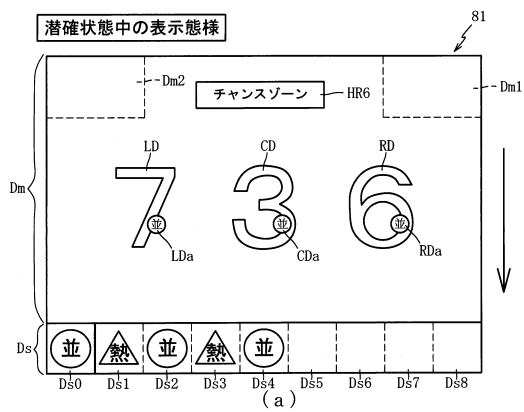 潜確状態中の表示態様
81
Dm2
チャンスゾーン
HR6
Dm1
LD
CD
RD
Dm
7 3 6
並 並 並
LDa
CDa
RDa
Ds
並 熱 並 熱 並
Ds0 Ds1 Ds2 Ds3 Ds4 Ds5 Ds6 Ds7 Ds8
(a)